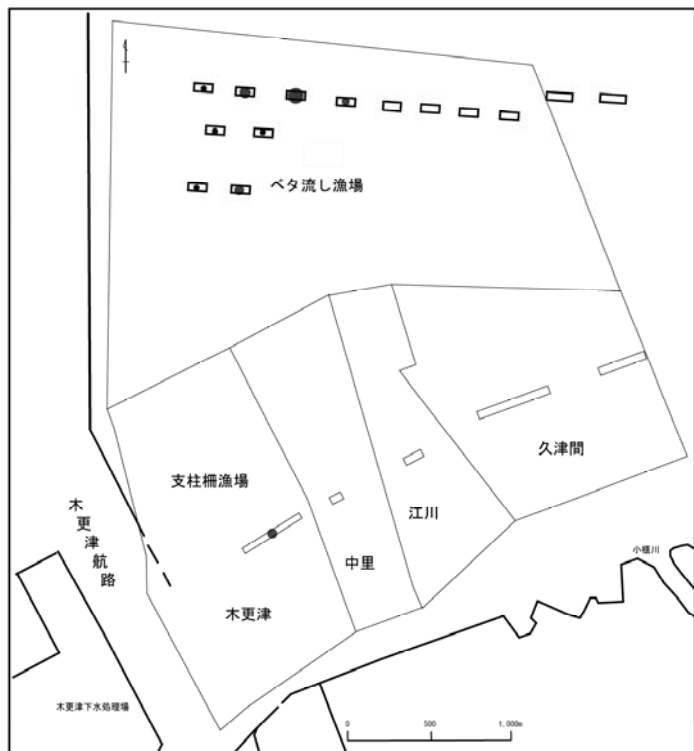 ベタ流し漁場
支柱柵漁場
久津間
江川
中里
木更津
木更津航路
小櫃川
木更津下水処理場
0 500 1,000m